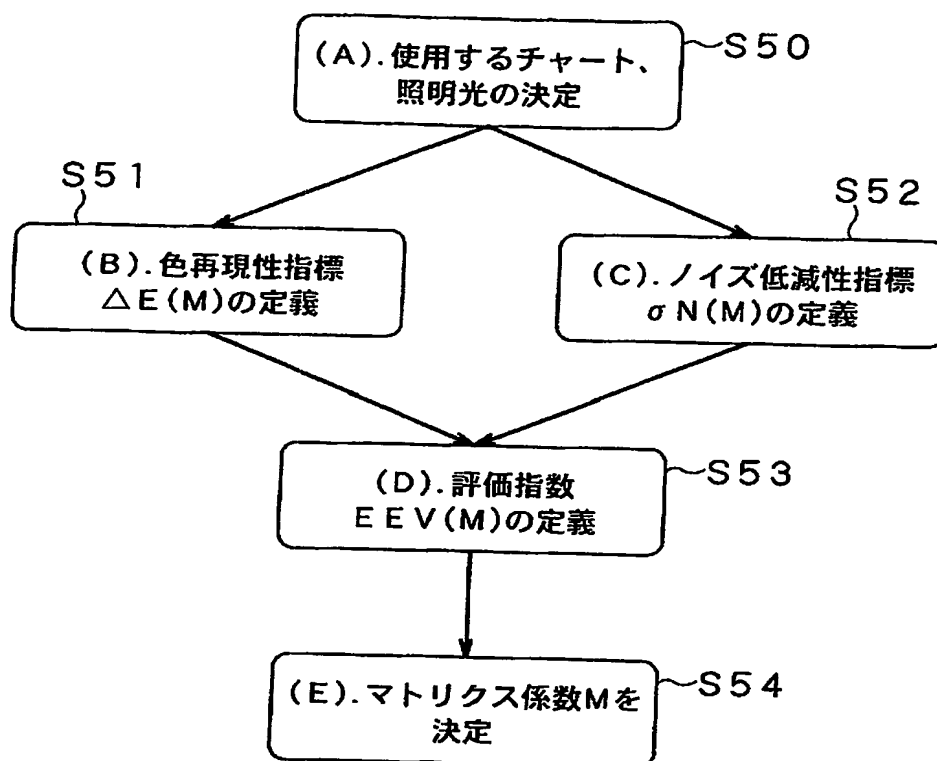 (A).使用するチャート、
照明光の決定
S50
S51
(B).色再現性指標
△E(M)の定義
S52
(C).ノイズ低減性指標
σN(M)の定義
(D).評価指数
EEV(M)の定義
S53
(E).マトリクス係数Mを
決定
S54